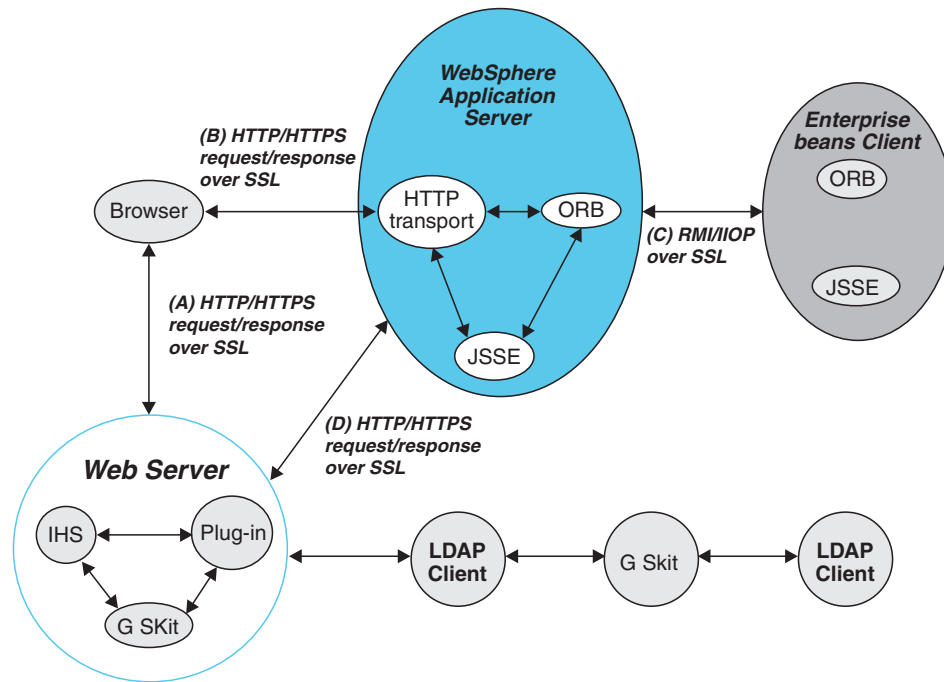 WebSphere
Application
Server
Enterprise
beans Client
(B) HTTP/HTTPS
request/response
over SSL
ORB
Browser
HTTP
transport
ORB
(C) RMI/IIOP
over SSL
JSSE
(A) HTTP/HTTPS
request/response
over SSL
JSSE
(D) HTTP/HTTPS
request/response
over SSL
Web Server
IHS
Plug-in
G SKit
LDAP
Client
G Skit
LDAP
Client